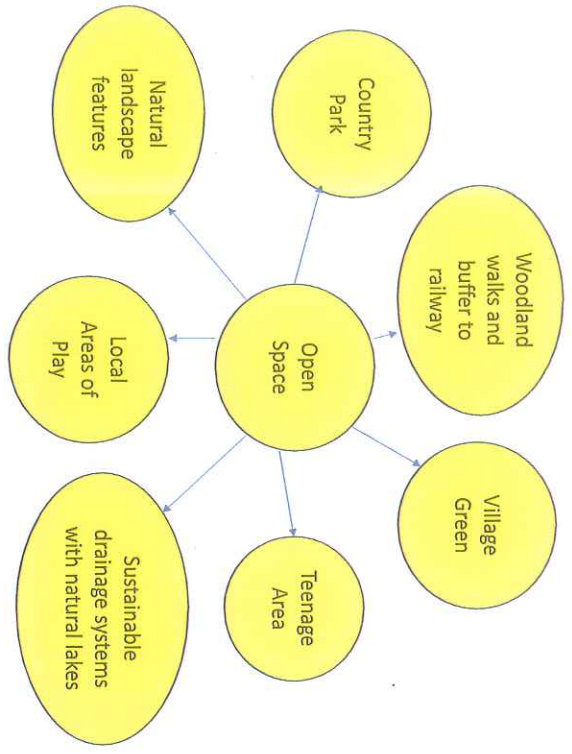 Woodland
walks and
buffer to
railway
Village
Green
Country
Park
Open
Space
Teenage
Area
Natural
landscape
features
Local
Areas of
Play
Sustainable
drainage systems
with natural lakes